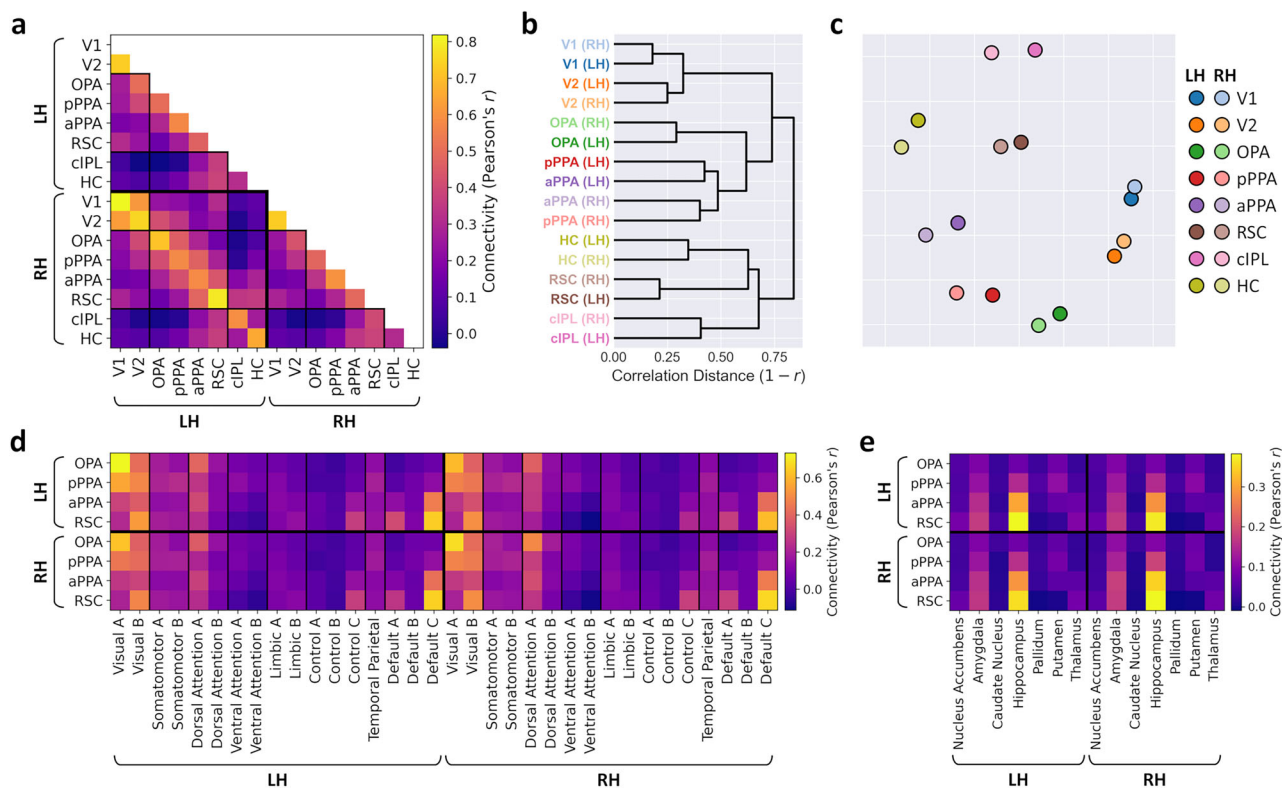 a
V1
V2
OPA
pPPA
aPPA
RSC
cIPL
HC
LH
V1
V2
OPA
pPPA
aPPA
RSC
cIPL
HC
RH
V1
V2
OPA
pPPA
aPPA
RSC
cIPL
HC
V1
V2
OPA
pPPA
aPPA
RSC
cIPL
HC
LH
RH
0.8
0.7
0.6
0.5
0.4
0.3
0.2
0.1
0.0
Connectivity (Pearson's r)
b
V1 (RH)
V1 (LH)
V2 (LH)
V2 (RH)
OPA (RH)
OPA (LH)
pPPA (LH)
aPPA (LH)
aPPA (RH)
pPPA (RH)
HC (LH)
HC (RH)
RSC (RH)
RSC (LH)
cIPL (RH)
cIPL (LH)
0.00
0.25
0.50
0.75
Correlation Distance (1 − r)
c
LH RH
V1
V2
OPA
pPPA
aPPA
RSC
cIPL
HC
d
OPA
pPPA
aPPA
RSC
LH
OPA
pPPA
aPPA
RSC
RH
Visual A
Visual B
Somatomotor A
Somatomotor B
Dorsal Attention A
Dorsal Attention B
Ventral Attention A
Ventral Attention B
Limbic A
Limbic B
Control A
Control B
Control C
Temporal Parietal
Default A
Default B
Default C
Visual A
Visual B
Somatomotor A
Somatomotor B
Dorsal Attention A
Dorsal Attention B
Ventral Attention A
Ventral Attention B
Limbic A
Limbic B
Control A
Control B
Control C
Temporal Parietal
Default A
Default B
Default C
LH
RH
0.6
0.4
0.2
0.0
Connectivity (Pearson's r)
e
OPA
pPPA
aPPA
RSC
LH
OPA
pPPA
aPPA
RSC
RH
Nucleus Accumbens
Amygdala
Caudate Nucleus
Hippocampus
Pallidum
Putamen
Thalamus
Nucleus Accumbens
Amygdala
Caudate Nucleus
Hippocampus
Pallidum
Putamen
Thalamus
LH
RH
0.3
0.2
0.1
0.0
Connectivity (Pearson's r)